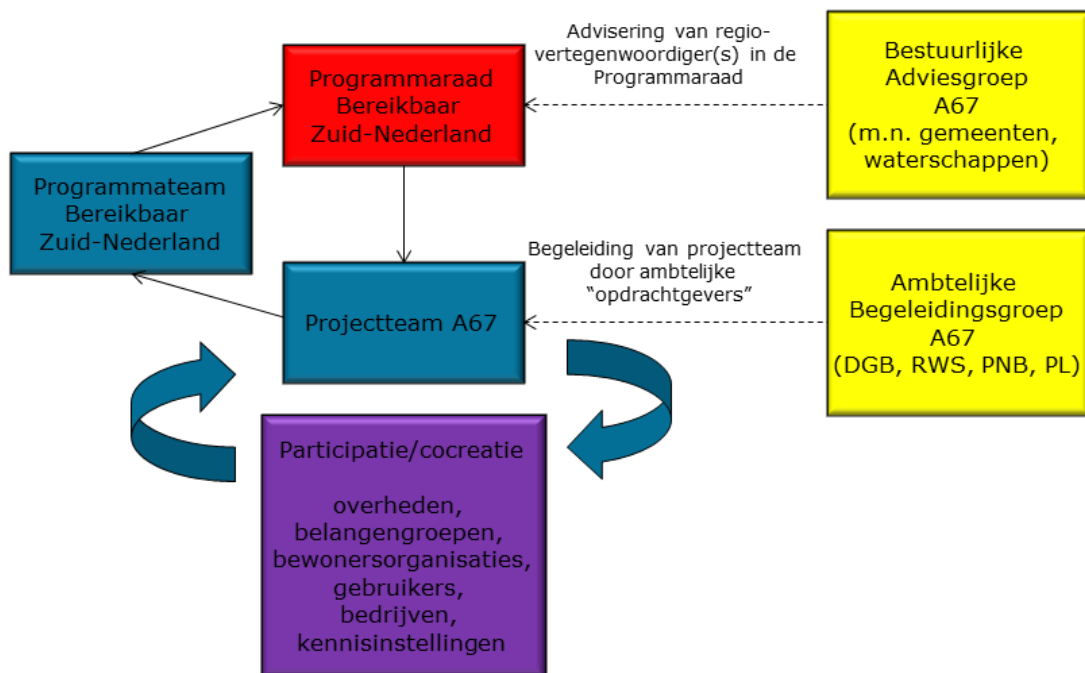 Advisering van regio-
vertegenwoordiger(s) in de
Programmaraad
Programmaraad
Bereikbaar
Zuid-Nederland
Bestuurlijke
Adviesgroep
A67
(m.n. gemeenten,
waterschappen)
Programmateam
Bereikbaar
Zuid-Nederland
Begeleiding van projectteam
door ambtelijke
“opdrachtgevers”
Projectteam A67
Ambtelijke
Begeleidingsgroep
A67
(DGB, RWS, PNB, PL)
Participatie/cocreatie
overheden,
belangengroepen,
bewonersorganisaties,
gebruikers,
bedrijven,
kennisinstellingen